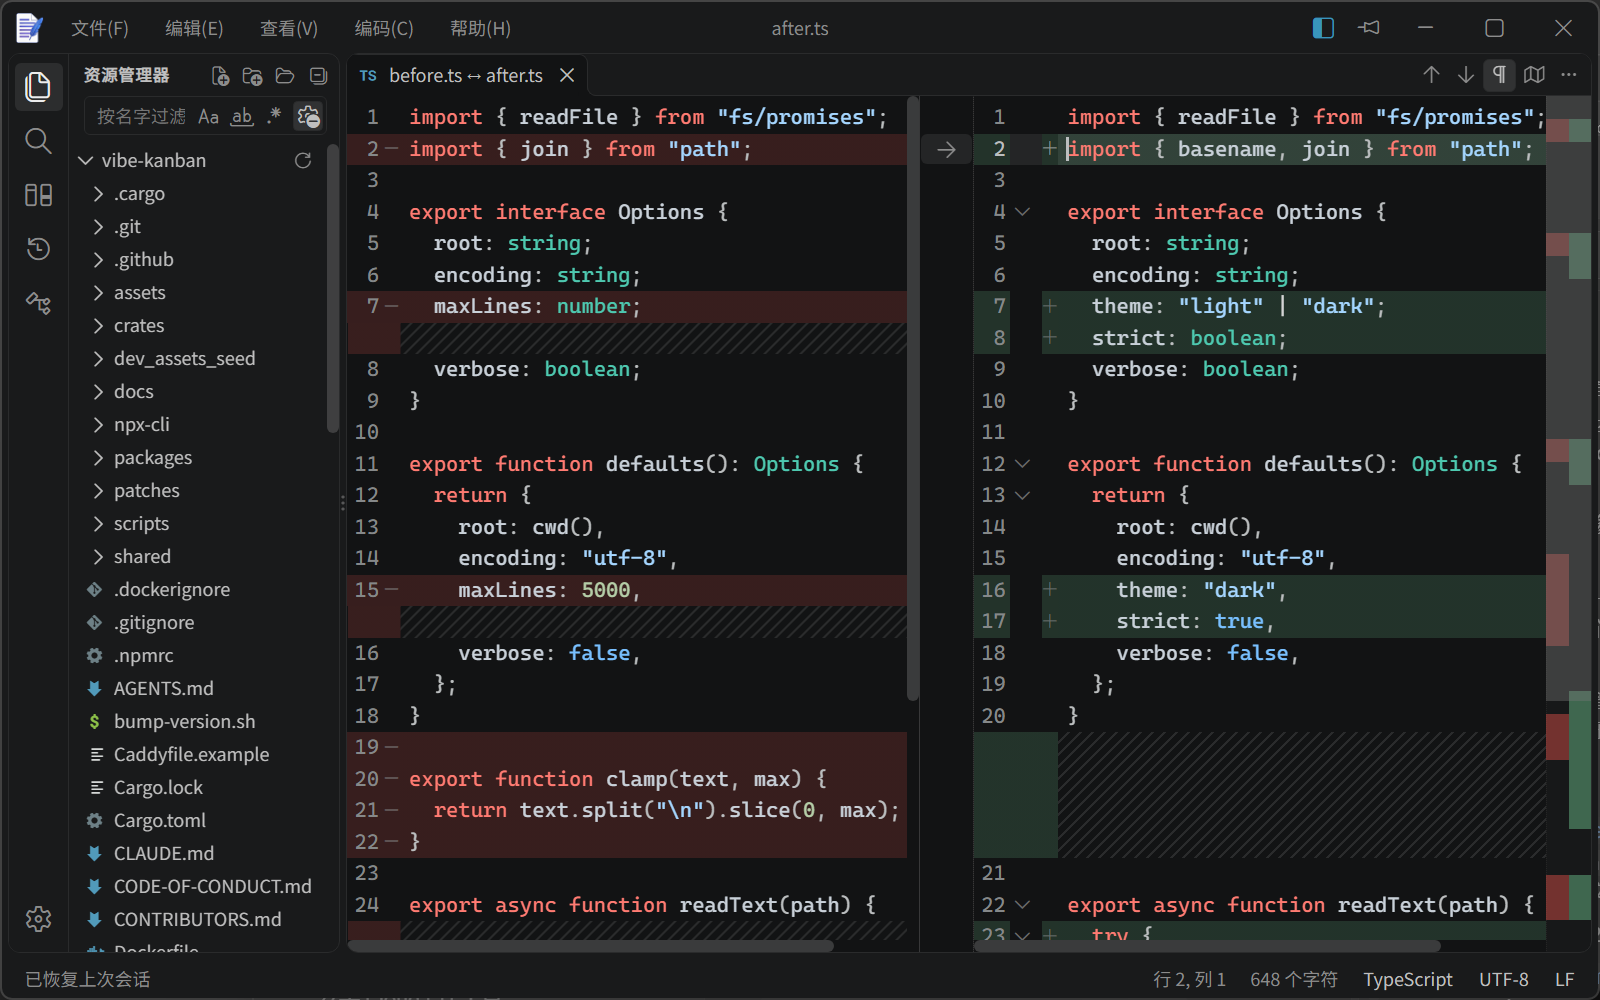 文件(F) 编辑(E) 查看(V) 编码(C) 帮助(H) after.ts
资源管理器
按名字过滤 Aa ab .*
vibe-kanban
.cargo
.git
.github
assets
crates
dev_assets_seed
docs
npx-cli
packages
patches
scripts
shared
.dockerignore
.gitignore
.npmrc
AGENTS.md
$ bump-version.sh
Caddyfile.example
Cargo.lock
Cargo.toml
CLAUDE.md
CODE-OF-CONDUCT.md
CONTRIBUTORS.md
Dockerfile
TS before.ts↔after.ts
1 import { readFile } from "fs/promises";
2− import { join } from "path";
3
4 export interface Options {
5 root: string;
6 encoding: string;
7− maxLines: number;
8 verbose: boolean;
9 }
10
11 export function defaults(): Options {
12 return {
13 root: cwd(),
14 encoding: "utf-8",
15− maxLines: 5000,
16 verbose: false,
17 };
18 }
19−
20− export function clamp(text, max) {
21− return text.split("\n").slice(0, max);
22− }
23
24 export async function readText(path) {
1 import { readFile } from "fs/promises";
2 + import { basename, join } from "path";
3
4 export interface Options {
5 root: string;
6 encoding: string;
7 + theme: "light" | "dark";
8 + strict: boolean;
9 verbose: boolean;
10 }
11
12 export function defaults(): Options {
13 return {
14 root: cwd(),
15 encoding: "utf-8",
16 + theme: "dark",
17 + strict: true,
18 verbose: false,
19 };
20 }
21
22 export async function readText(path) {
23 + try {
已恢复上次会话 行 2, 列 1 648 个字符 TypeScript UTF-8 LF